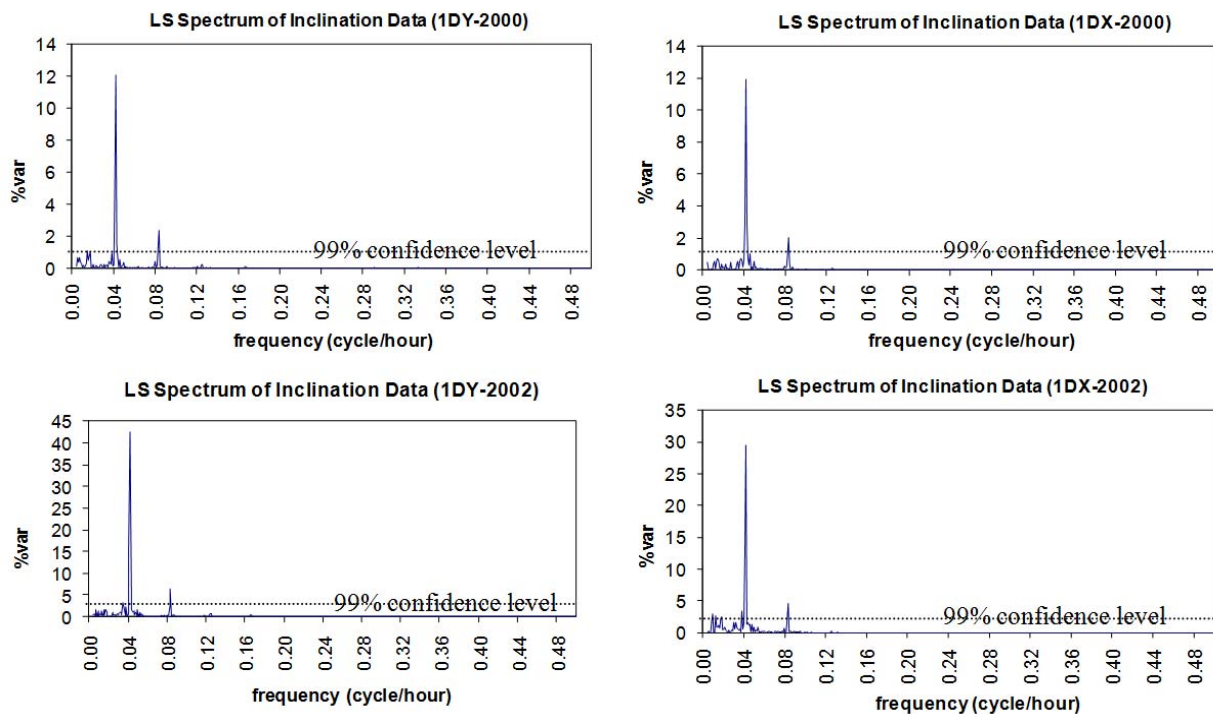 LS Spectrum of Inclination Data (1DY-2000)
14
12
10
8
6
4
2
0
%var
99% confidence level
0.00 0.04 0.08 0.12 0.16 0.20 0.24 0.28 0.32 0.36 0.40 0.44 0.48
frequency (cycle/hour)
LS Spectrum of Inclination Data (1DX-2000)
14
12
10
8
6
4
2
0
%var
99% confidence level
0.00 0.04 0.08 0.12 0.16 0.20 0.24 0.28 0.32 0.36 0.40 0.44 0.48
frequency (cycle/hour)
LS Spectrum of Inclination Data (1DY-2002)
45
40
35
30
25
20
15
10
5
0
%var
99% confidence level
0.00 0.04 0.08 0.12 0.16 0.20 0.24 0.28 0.32 0.36 0.40 0.44 0.48
frequency (cycle/hour)
LS Spectrum of Inclination Data (1DX-2002)
35
30
25
20
15
10
5
0
%var
99% confidence level
0.00 0.04 0.08 0.12 0.16 0.20 0.24 0.28 0.32 0.36 0.40 0.44 0.48
frequency (cycle/hour)